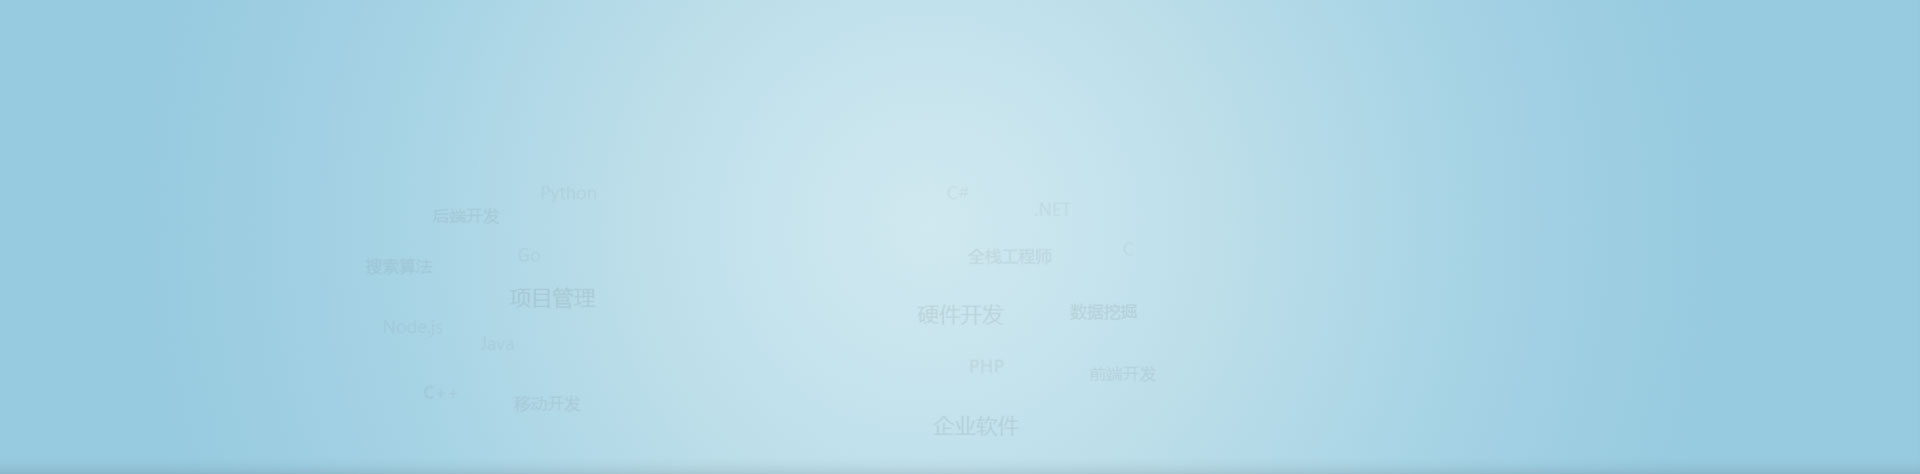 Python
后端开发
Go
搜索算法
项目管理
Node.js
Java
C++
移动开发
C#
.NET
C
全栈工程师
硬件开发
数据挖掘
PHP
前端开发
企业软件